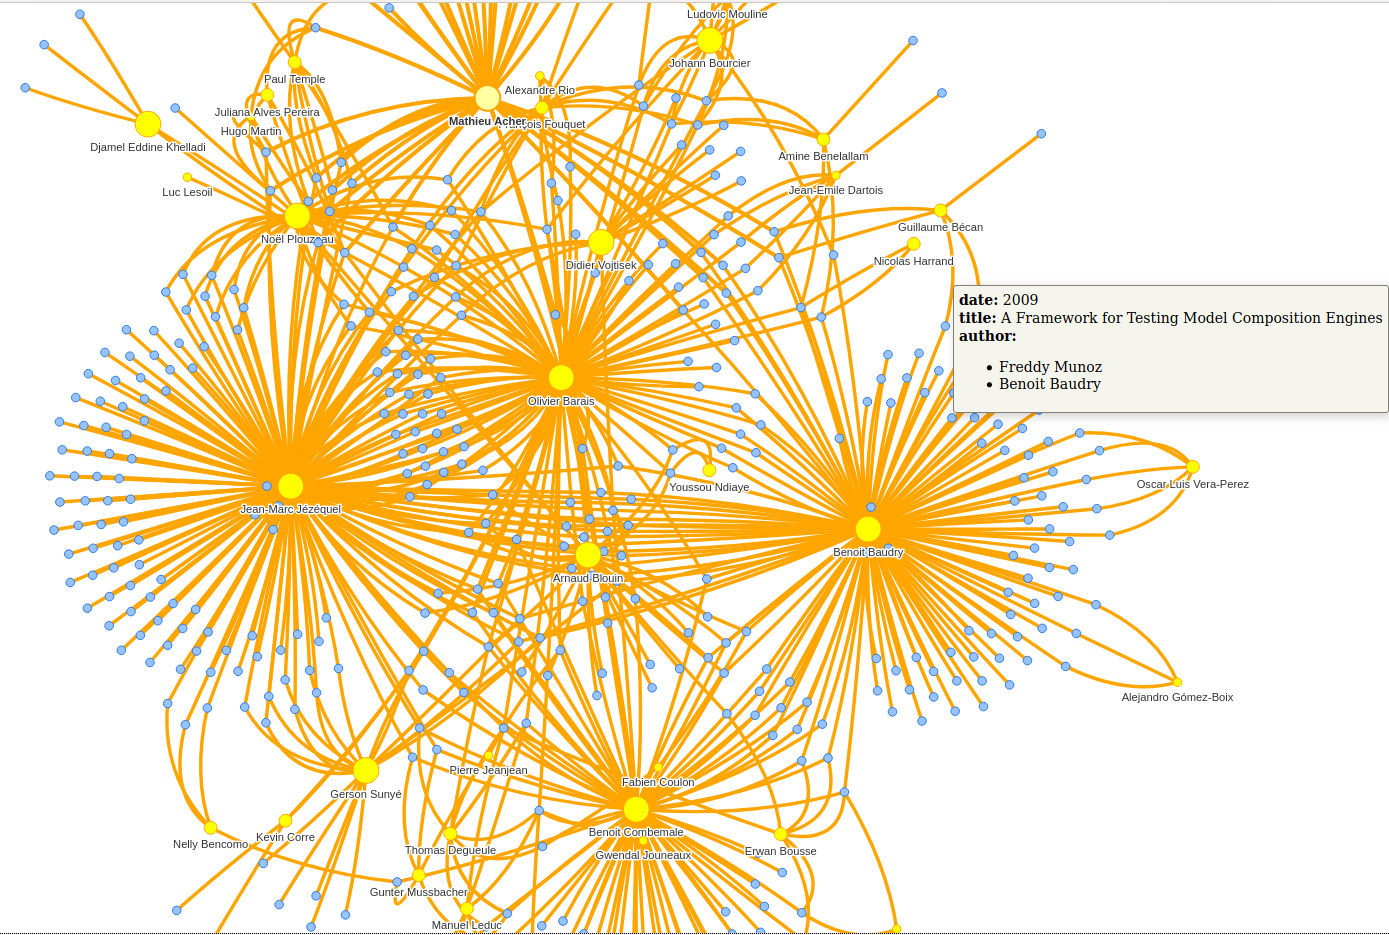 Ludovic Mouline
Johann Bourcier
Paul Temple
Alexandre Rio
Juliana Alves Pereira
Mathieu Acher
François Fouquet
Hugo Martin
Djamel Eddine Khelladi
Amine Benelallam
Luc Lesoil
Jean-Emile Dartois
Guillaume Bécan
Noël Plouzeau
Didier Vojtisek
Nicolas Harrand
date: 2009
title: A Framework for Testing Model Composition Engines
author:
• Freddy Munoz
• Benoit Baudry
Olivier Barais
Youssou Ndiaye
Oscar Luis Vera-Perez
Jean-Marc Jézéquel
Benoit Baudry
Arnaud Blouin
Alejandro Gómez-Boix
Pierre Jeanjean
Fabien Coulon
Gerson Sunyé
Benoit Combemale
Kevin Corre
Nelly Bencomo
Thomas Degueule
Gwendal Jouneaux
Erwan Bousse
Gunter Mussbacher
Manuel Leduc